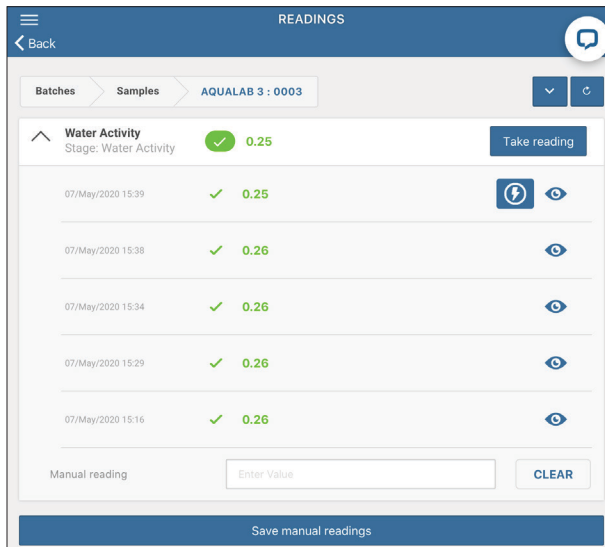 READINGS
Back
Batches Samples AQUALAB 3 : 0003
Water Activity
Stage: Water Activity
0.25
Take reading
07/May/2020 15:39 0.25
07/May/2020 15:38 0.26
07/May/2020 15:34 0.26
07/May/2020 15:29 0.26
07/May/2020 15:16 0.26
Manual reading Enter Value CLEAR
Save manual readings